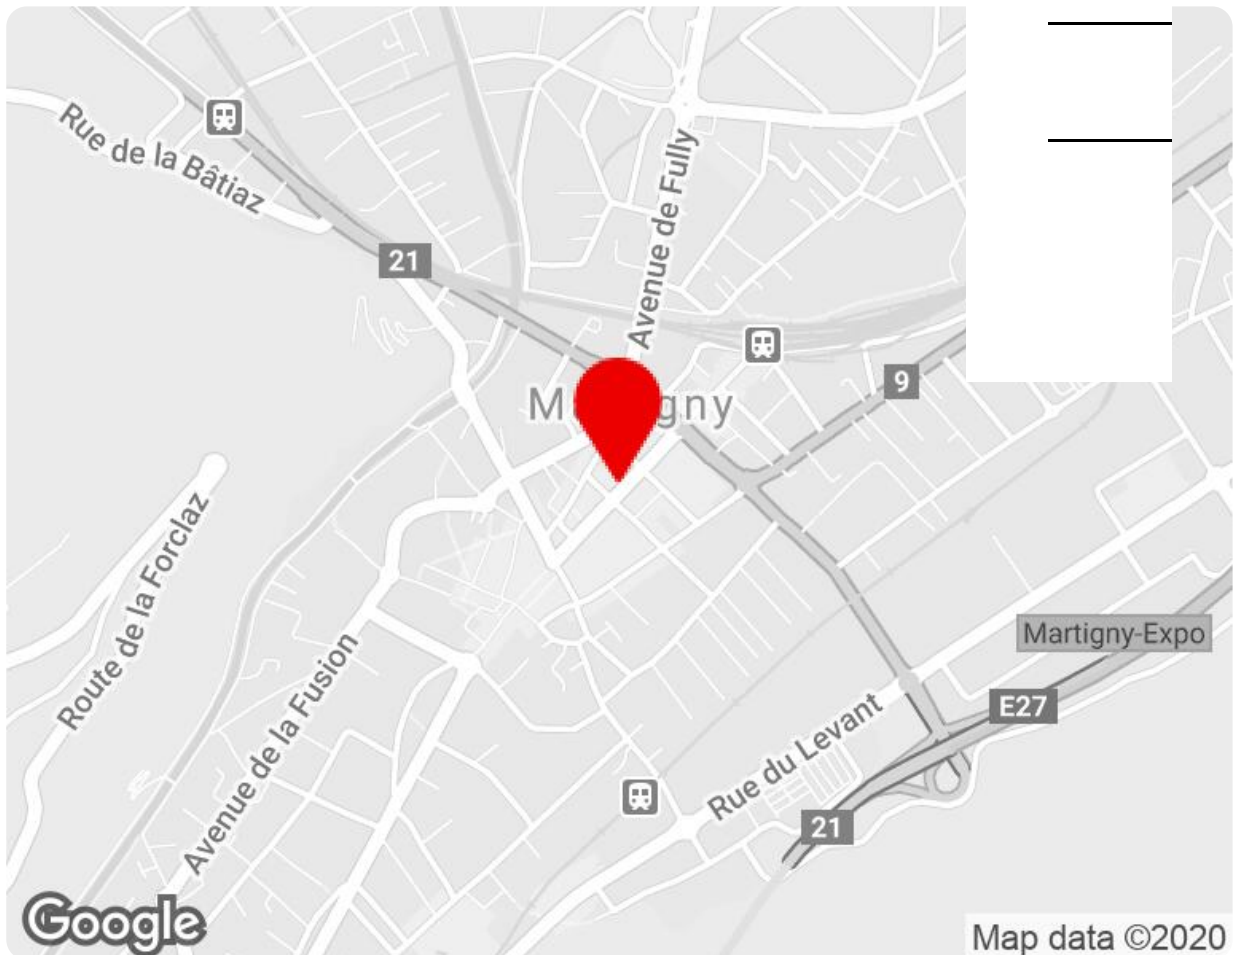 Rue de la Bâtiaz
Avenue de Fully
21
9
M gny
Route de la Forclaz
Avenue de la Fusion
Martigny-Expo
E27
Rue du Levant
21
Google
Map data ©2020